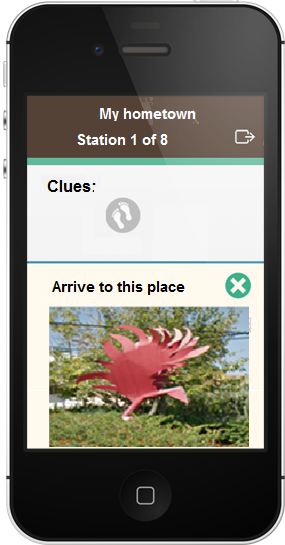 My hometown
Station 1 of 8
Clues:
Arrive to this place